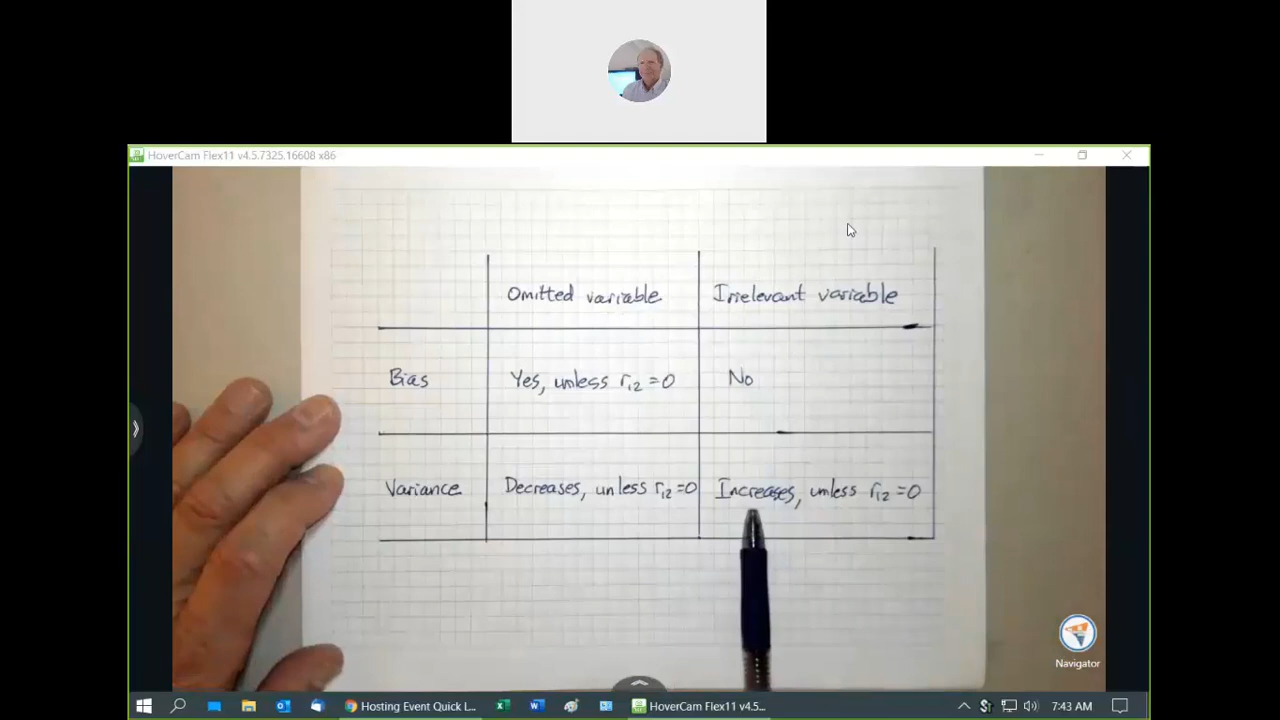 HoverCam Flex11 v4.5.7325.16608 x86
Omitted variable Irrelevant variable
Bias Yes, unless r12 = 0 No
Variance Decreases, unless r12 = 0 Increases, unless r12 = 0
Navigator
Hosting Event Quick L... HoverCam Flex11 v4.5... 7:43 AM